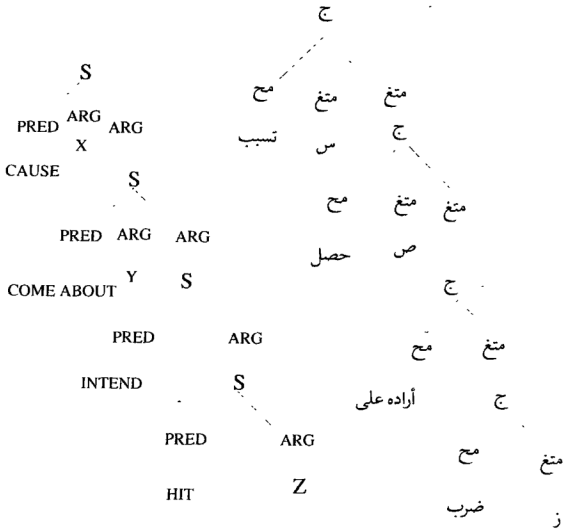 S
PRED ARG ARG
X
CAUSE
S
PRED ARG ARG
Y S
COME ABOUT
PRED ARG
INTEND S
PRED ARG
HIT Z
ج
متغ متغ مح
ج
س تسبب
متغ متغ مح
ص حصل
ج
متغ مح
ج أراده على
متغ مح
ز ضرب